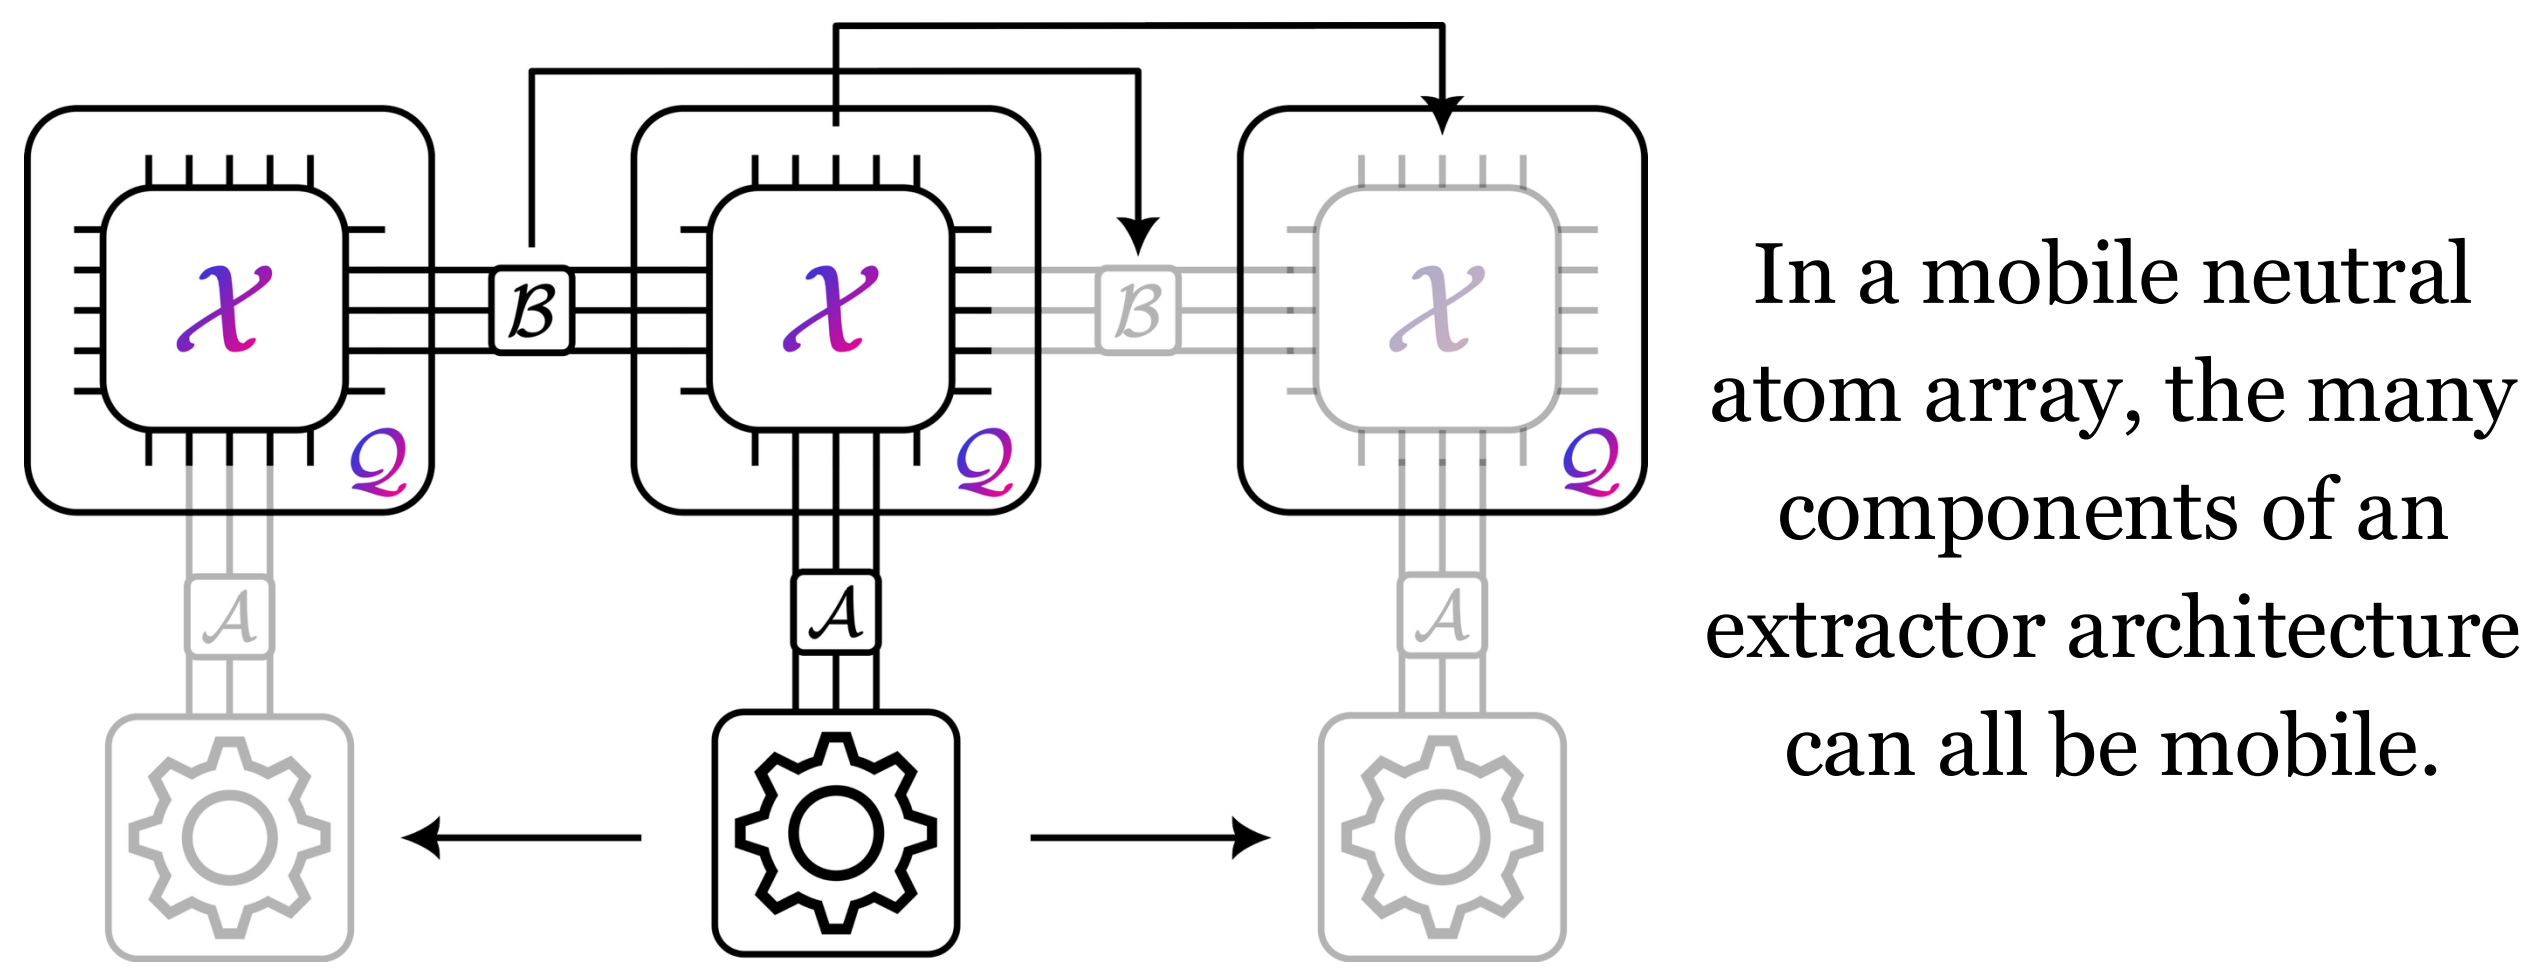 𝒳
ℬ
𝒳
ℬ
𝒳
𝒬
𝒬
𝒬
𝒜
𝒜
𝒜
In a mobile neutral
atom array, the many
components of an
extractor architecture
can all be mobile.